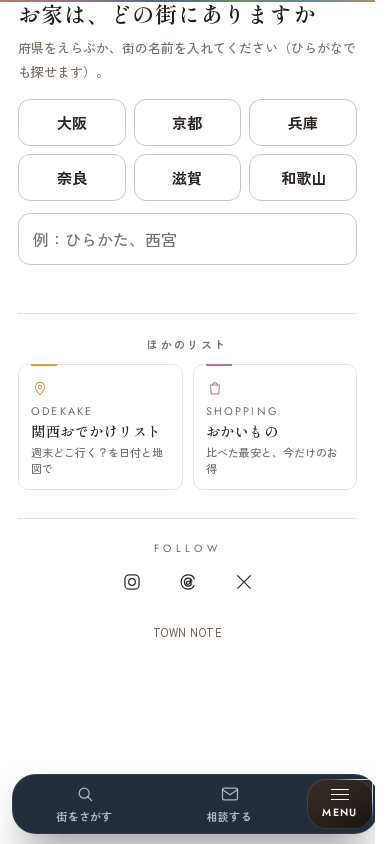 お家は、どの街にありますか
府県をえらぶか、街の名前を入れてください（ひらがなで
も探せます）。
大阪
京都
兵庫
奈良
滋賀
和歌山
例：ひらかた、西宮
ほかのリスト
ODEKAKE
関西おでかけリスト
週末どこ行く？を日付と地
図で
SHOPPING
おかいもの
比べた最安と、今だけのお
得
FOLLOW
TOWN NOTE
街をさがす
相談する
MENU